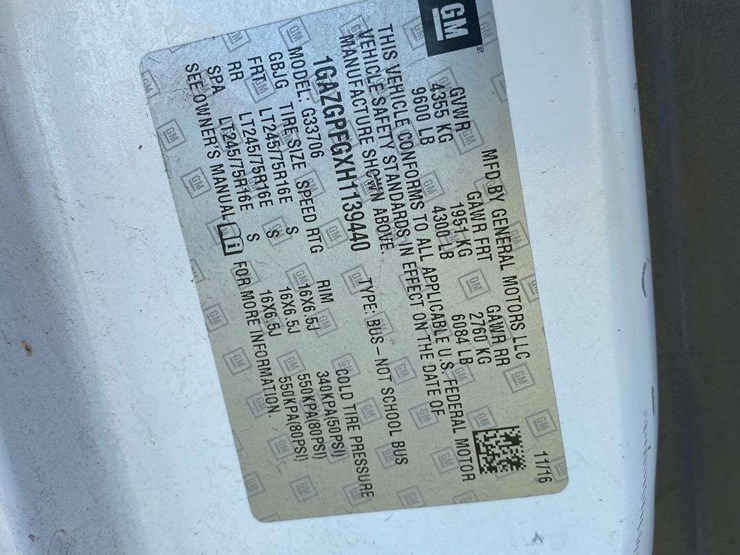 GM
MFD BY GENERAL MOTORS LLC 11/16
GVWR GAWR FRT GAWR RR
4355 KG 1951 KG 2760 KG
9600 LB 4300 LB 6084 LB
THIS VEHICLE CONFORMS TO ALL APPLICABLE U.S. FEDERAL MOTOR
VEHICLE SAFETY STANDARDS IN EFFECT ON THE DATE OF
MANUFACTURE SHOWN ABOVE.
1GAZGPFGXH1139440 TYPE: BUS – NOT SCHOOL BUS
MODEL: G33706
GBJG TIRE SIZE SPEED RTG RIM COLD TIRE PRESSURE
FRT LT245/75R16E S 16X6.5J 340KPA(50PSI)
RR LT245/75R16E S 16X6.5J 550KPA(80PSI)
SPA LT245/75R16E S 16X6.5J 550KPA(80PSI)
SEE OWNER'S MANUAL i FOR MORE INFORMATION